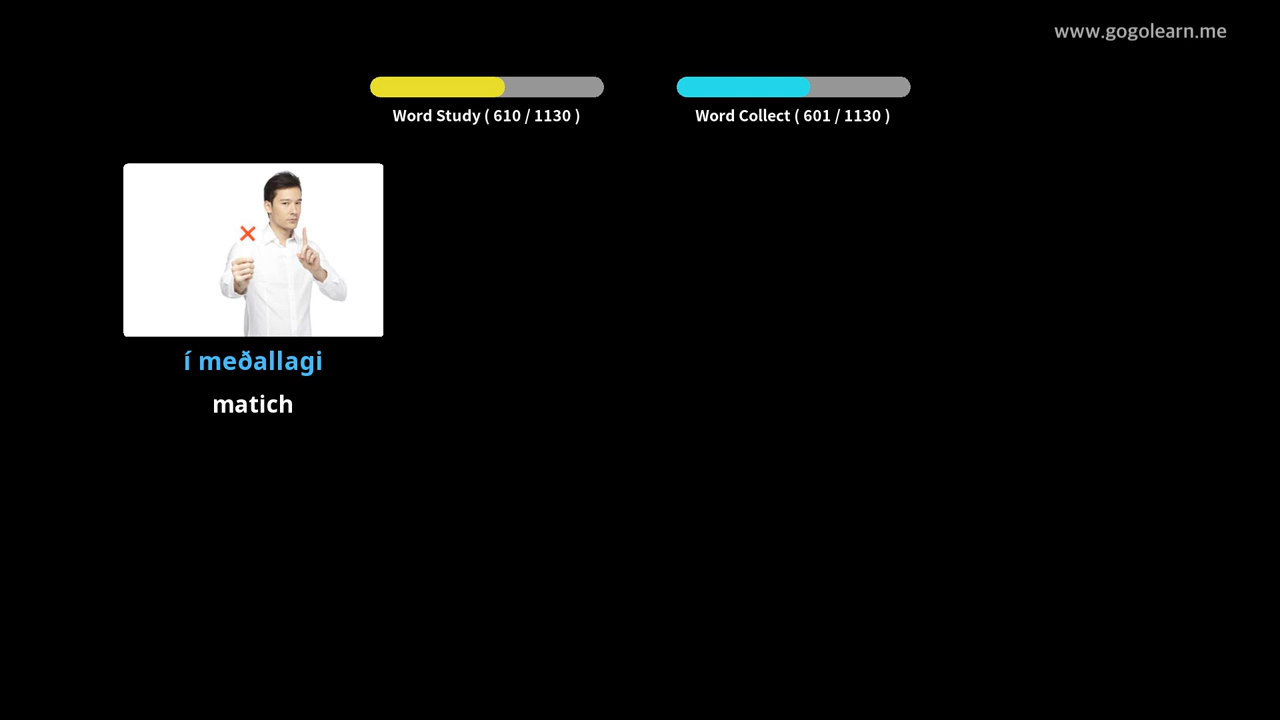 www.gogolearn.me
Word Study ( 610 / 1130 )
Word Collect ( 601 / 1130 )
í meðallagi
matich